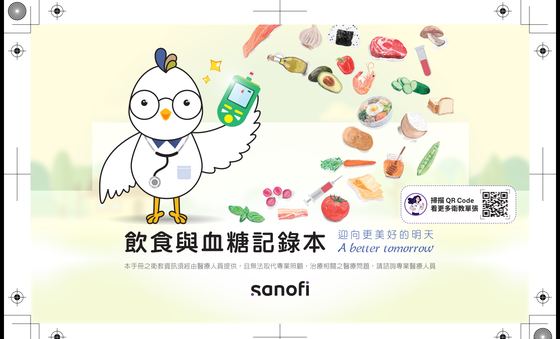 掃描 QR Code
看更多衛教單張
飲食與血糖記錄本
迎向更美好的明天
A better tomorrow
本手冊之衛教資訊須經由醫療人員提供，且無法取代專業照顧，治療相關之醫療問題，請諮詢專業醫療人員
sanofi